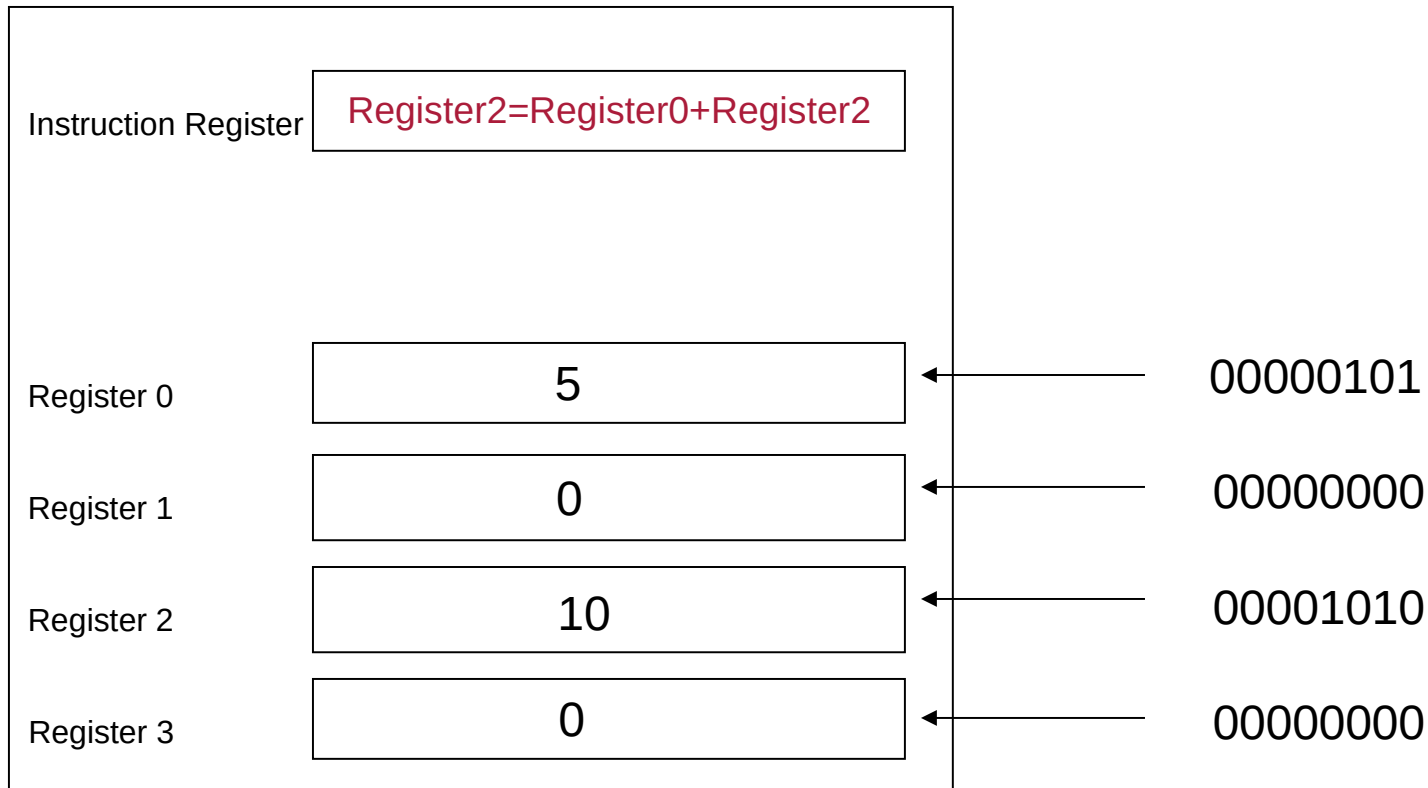 Instruction Register
Register2=Register0+Register2
Register 0
5
00000101
Register 1
0
00000000
Register 2
10
00001010
Register 3
0
00000000